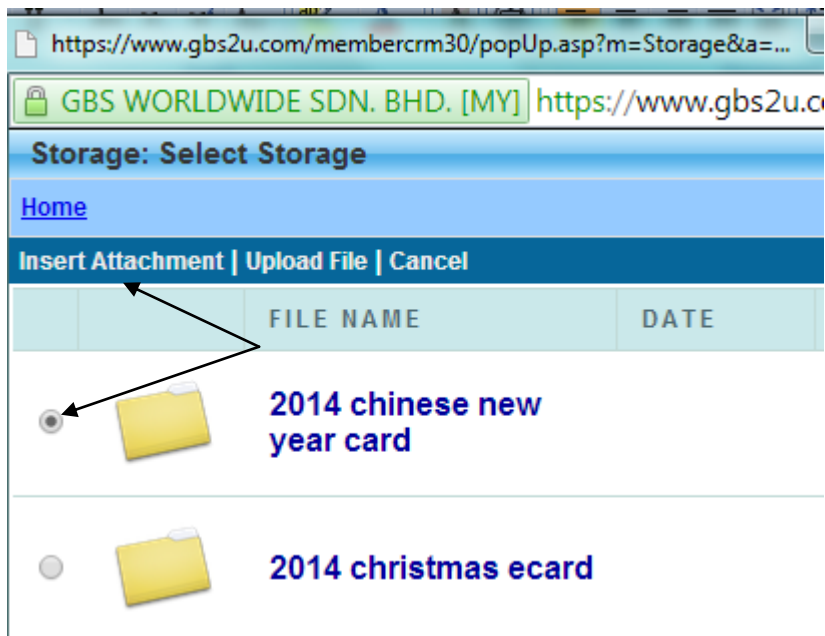 https://www.gbs2u.com/membercrm30/popUp.asp?m=Storage&a=...
GBS WORLDWIDE SDN. BHD. [MY] https://www.gbs2u.c
Storage: Select Storage
Home
Insert Attachment | Upload File | Cancel
FILE NAME DATE
2014 chinese new
year card
2014 christmas ecard